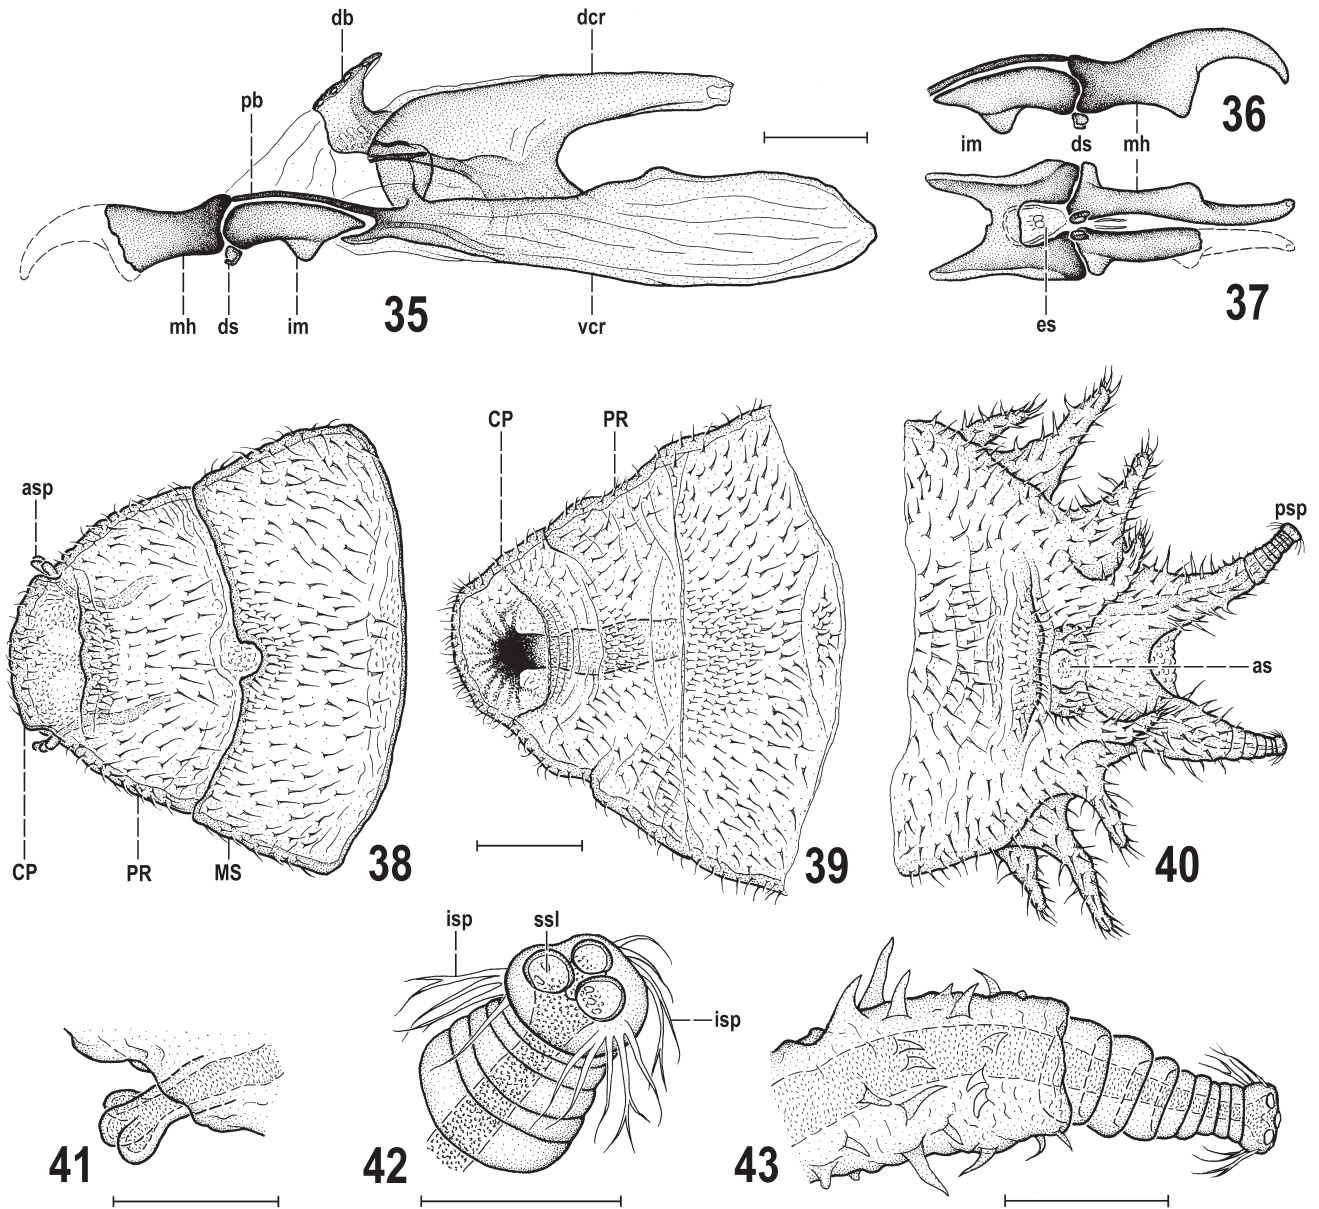 db
dcr
pb
mh
ds
im
35
vcr
im
ds
mh
36
es
37
asp
CP
PR
MS
38
CP
PR
39
psp
as
40
41
isp
ssl
isp
42
43